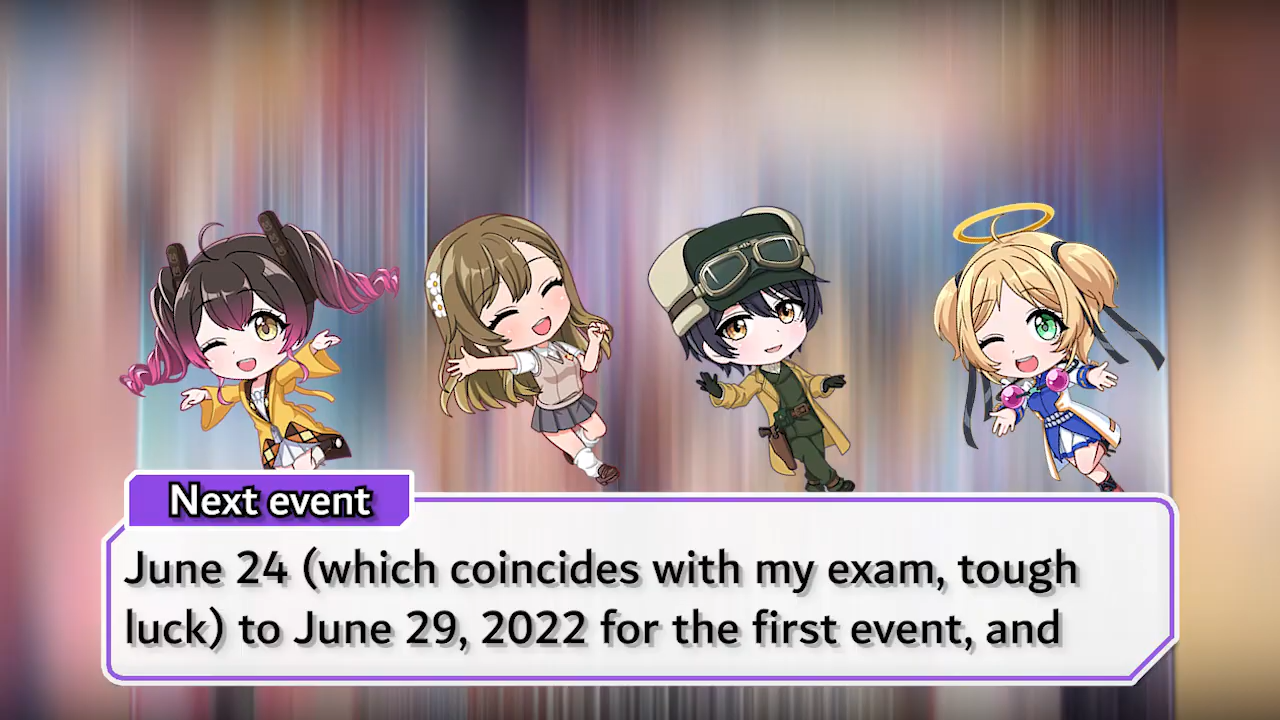 Next event
June 24 (which coincides with my exam, tough
luck) to June 29, 2022 for the first event, and